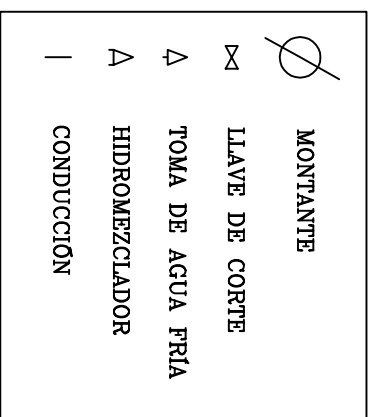 MONTANTE
LLAVE DE CORTE
TOMA DE AGUA FRÍA
HIDROMEZCLADOR
CONDUCCIÓN